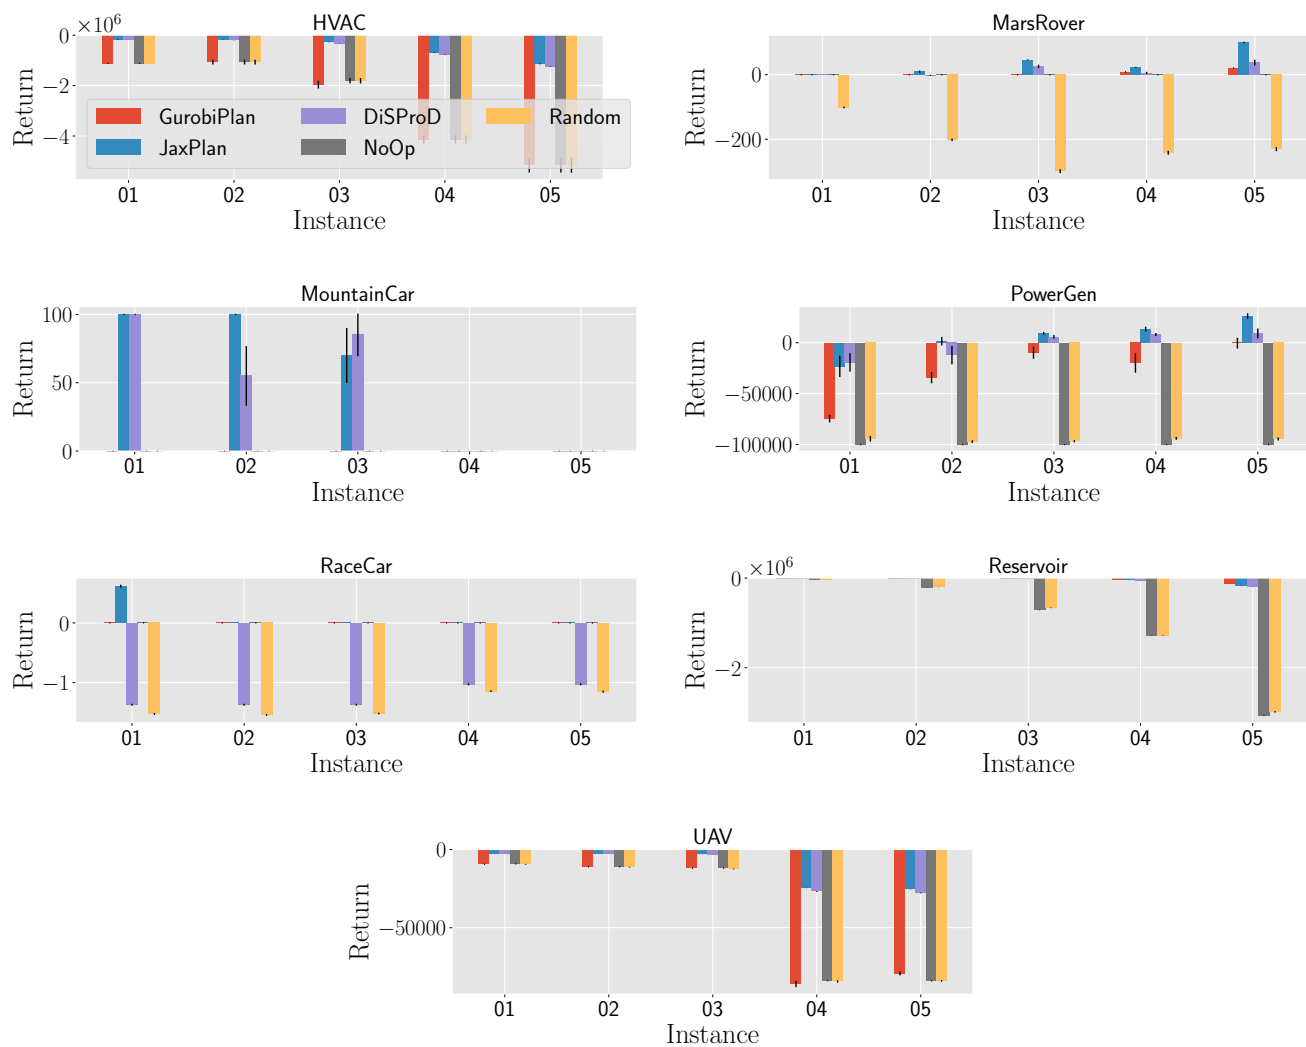 HVAC
×10⁶
0
−2
−4
Return
GurobiPlan
DiSProD
Random
JaxPlan
NoOp
01 02 03 04 05
Instance
MarsRover
0
−200
Return
01 02 03 04 05
Instance
MountainCar
100
50
0
Return
01 02 03 04 05
Instance
PowerGen
0
−50000
−100000
Return
01 02 03 04 05
Instance
RaceCar
0
−1
Return
01 02 03 04 05
Instance
Reservoir
×10⁶
0
−2
Return
01 02 03 04 05
Instance
UAV
0
−50000
Return
01 02 03 04 05
Instance